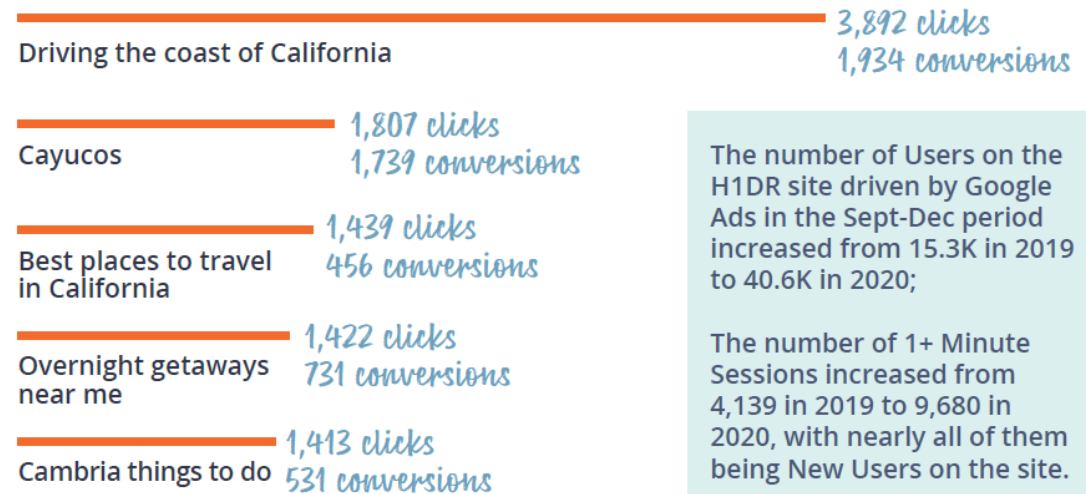 3,892 clicks
Driving the coast of California
1,934 conversions
1,807 clicks
Cayucos
1,739 conversions
1,439 clicks
Best places to travel
in California
456 conversions
1,422 clicks
Overnight getaways
near me
731 conversions
1,413 clicks
Cambria things to do
531 conversions
The number of Users on the
H1DR site driven by Google
Ads in the Sept-Dec period
increased from 15.3K in 2019
to 40.6K in 2020;
The number of 1+ Minute
Sessions increased from
4,139 in 2019 to 9,680 in
2020, with nearly all of them
being New Users on the site.